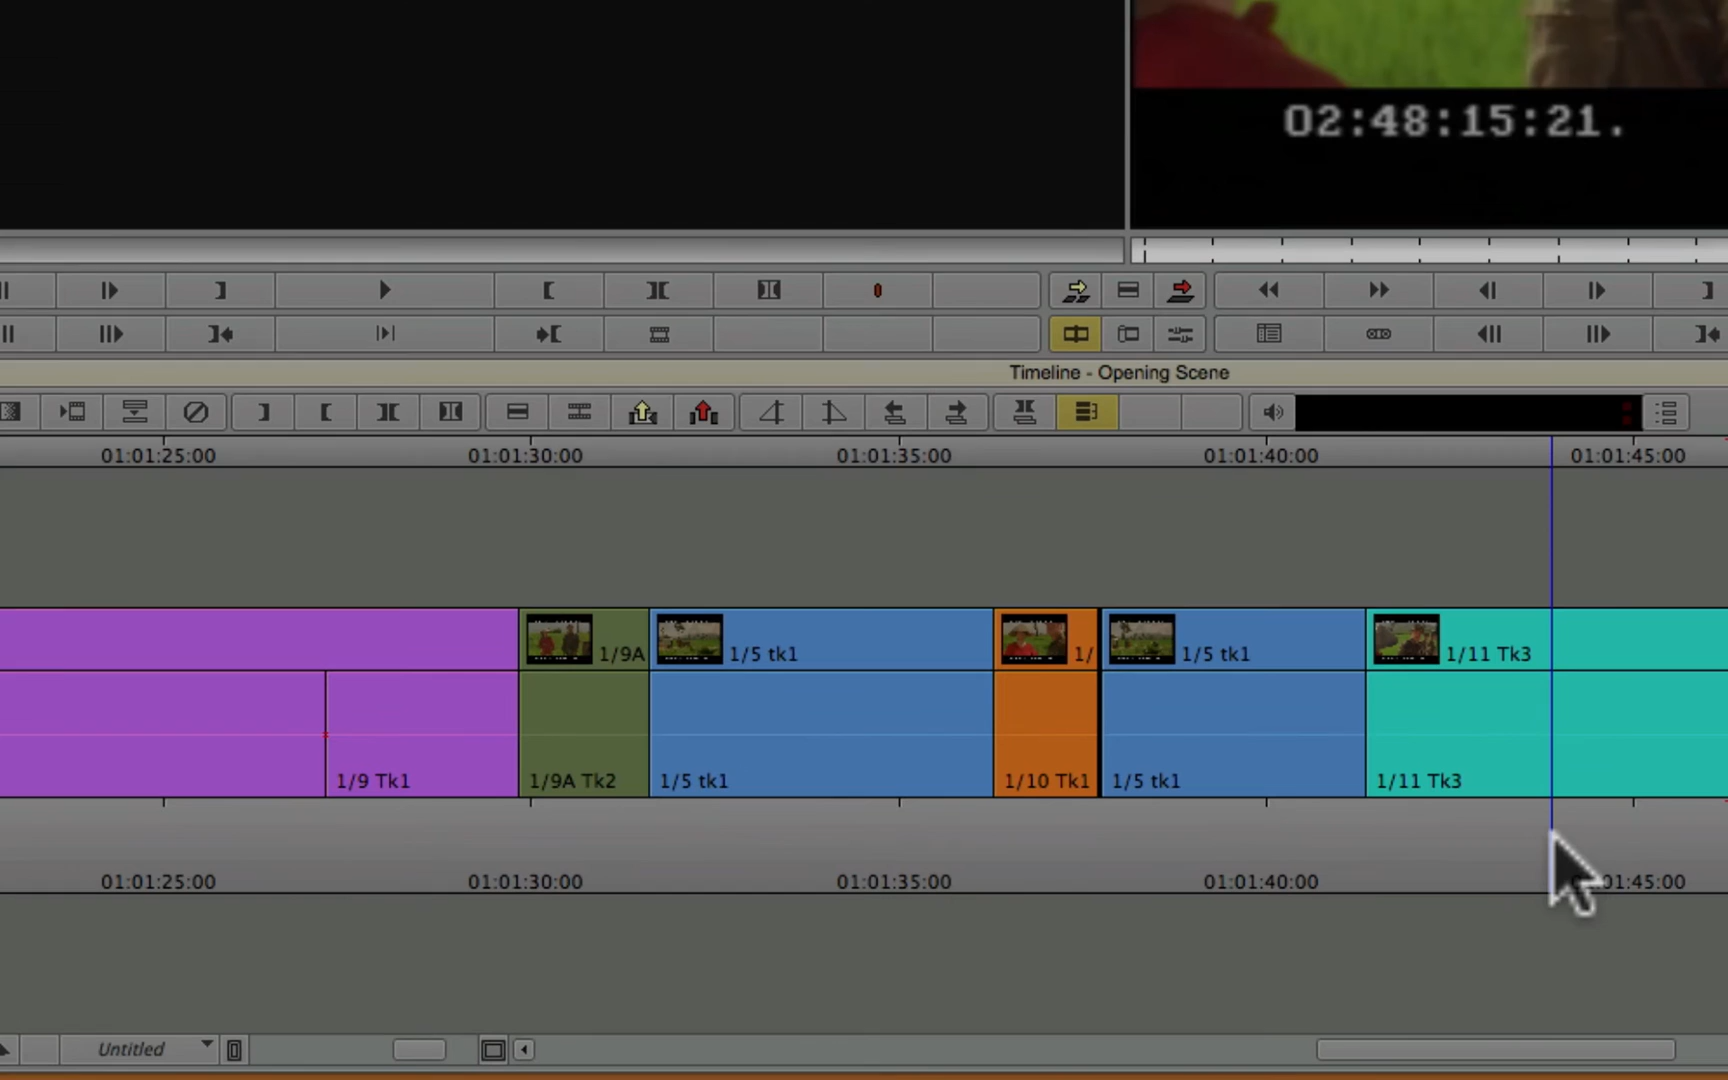 02:48:15:21.
Timeline - Opening Scene
01:01:25:00 01:01:30:00 01:01:35:00 01:01:40:00 01:01:45:00
1/9A 1/5 tk1 1/ 1/5 tk1 1/11 Tk3
1/9 Tk1 1/9A Tk2 1/5 tk1 1/10 Tk1 1/5 tk1 1/11 Tk3
01:01:25:00 01:01:30:00 01:01:35:00 01:01:40:00 01:45:00
Untitled